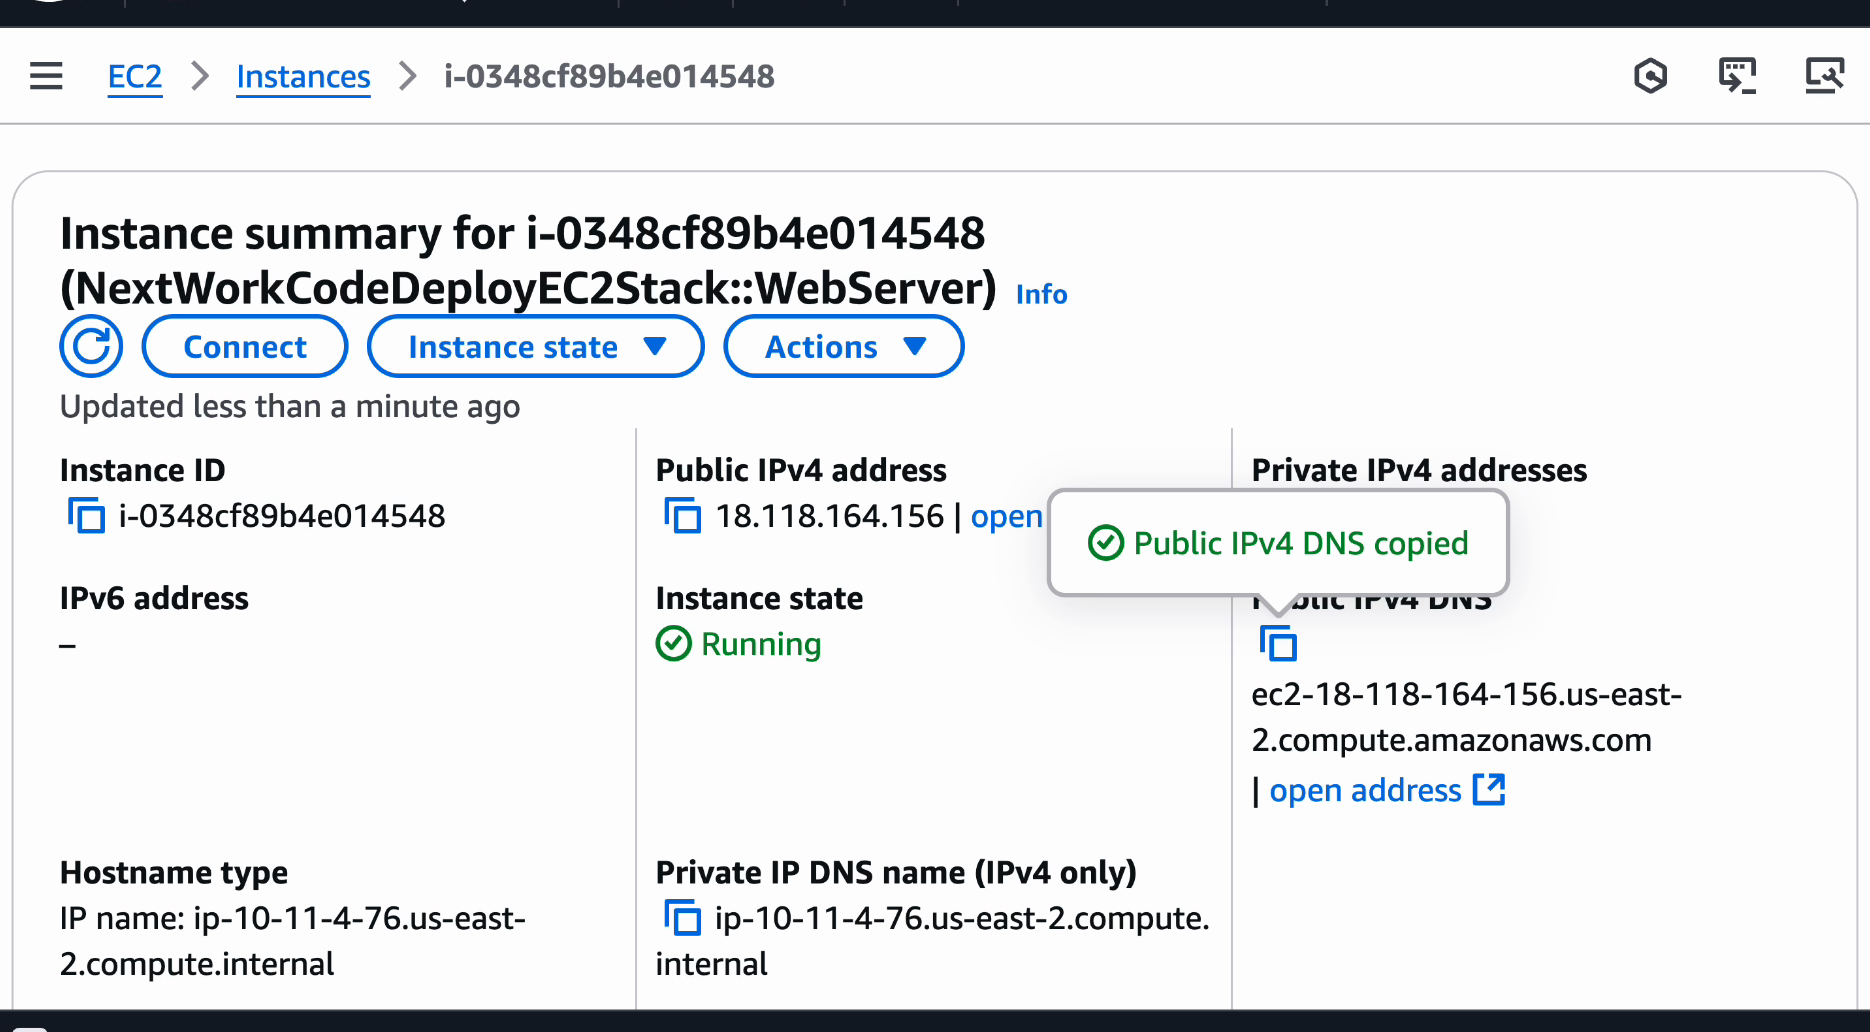 EC2 > Instances > i-0348cf89b4e014548
Instance summary for i-0348cf89b4e014548
(NextWorkCodeDeployEC2Stack::WebServer) Info
Connect
Instance state
Actions
Updated less than a minute ago
Instance ID
i-0348cf89b4e014548
Public IPv4 address
18.118.164.156 | open
Private IPv4 addresses
Public IPv4 DNS copied
IPv6 address
–
Instance state
Running
Public IPv4 DNS
ec2-18-118-164-156.us-east-
2.compute.amazonaws.com
| open address
Hostname type
IP name: ip-10-11-4-76.us-east-
2.compute.internal
Private IP DNS name (IPv4 only)
ip-10-11-4-76.us-east-2.compute.
internal